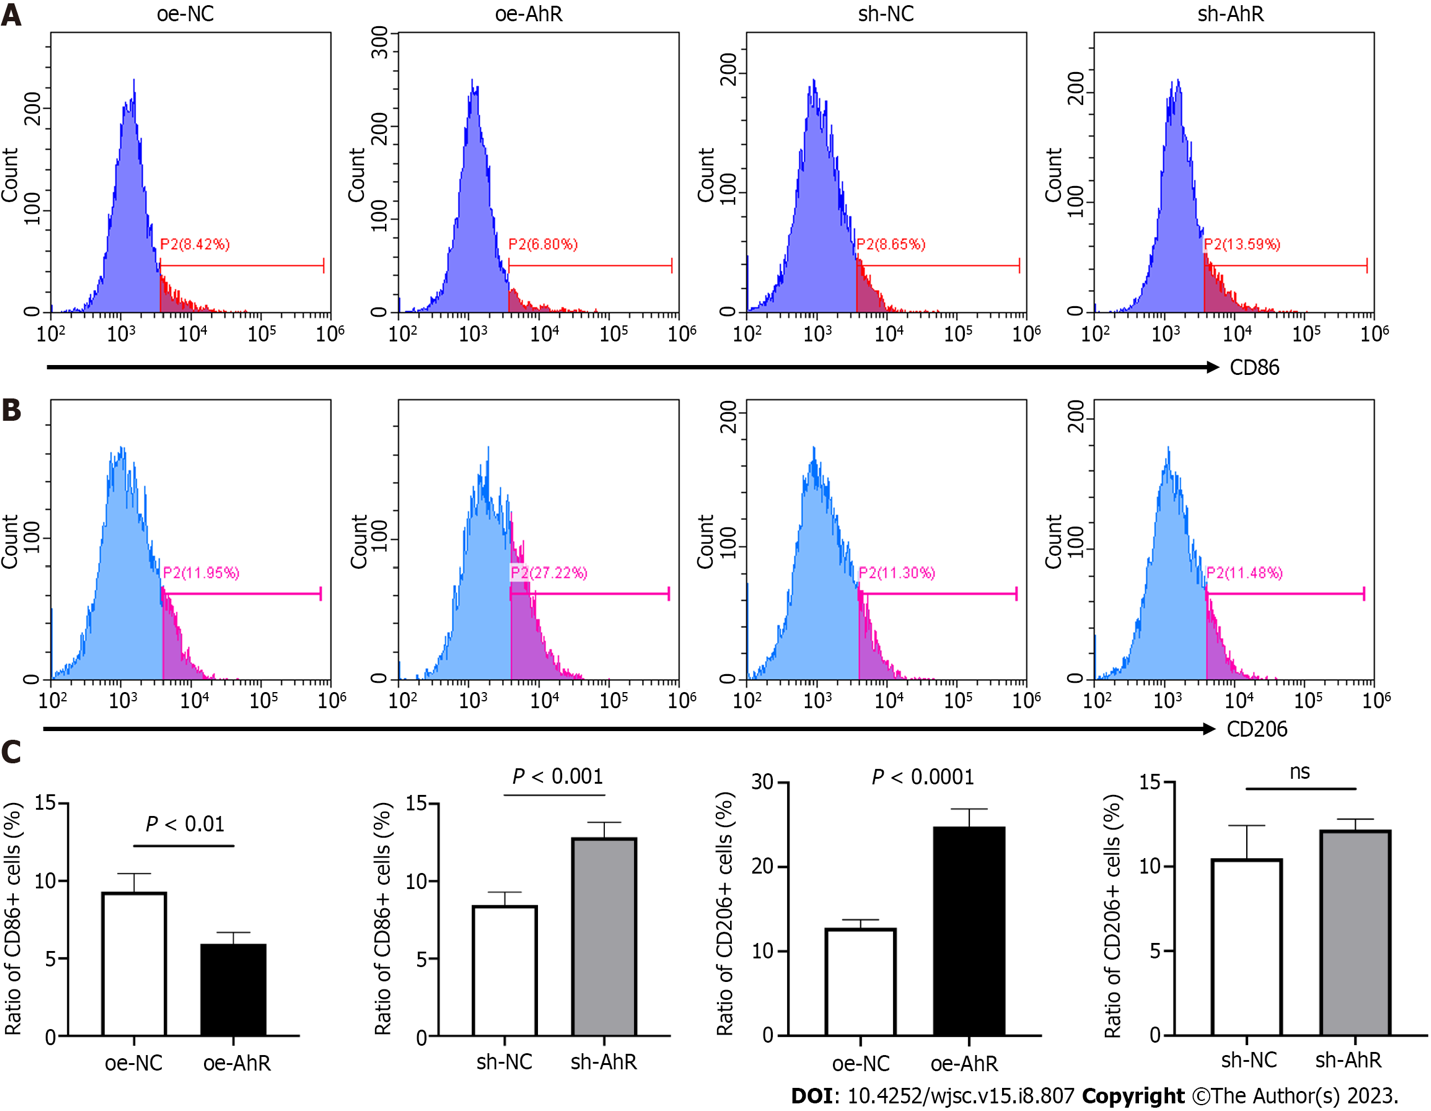 A
oe-NC
oe-AhR
sh-NC
sh-AhR
Count
200
100
0
P2(8.42%)
10² 10³ 10⁴ 10⁵ 10⁶
Count
300
200
100
0
P2(6.80%)
10² 10³ 10⁴ 10⁵ 10⁶
Count
200
100
0
P2(8.65%)
10² 10³ 10⁴ 10⁵ 10⁶
Count
200
100
0
P2(13.59%)
10² 10³ 10⁴ 10⁵ 10⁶
CD86
B
Count
100
0
P2(11.95%)
10² 10³ 10⁴ 10⁵ 10⁶
Count
100
0
P2(27.22%)
10² 10³ 10⁴ 10⁵ 10⁶
Count
200
100
0
P2(11.30%)
10² 10³ 10⁴ 10⁵ 10⁶
Count
200
100
0
P2(11.48%)
10² 10³ 10⁴ 10⁵ 10⁶
CD206
C
Ratio of CD86+ cells (%)
15
10
5
0
P < 0.01
oe-NC oe-AhR
Ratio of CD86+ cells (%)
15
10
5
0
P < 0.001
sh-NC sh-AhR
Ratio of CD206+ cells (%)
30
20
10
0
P < 0.0001
oe-NC oe-AhR
Ratio of CD206+ cells (%)
15
10
5
0
ns
sh-NC sh-AhR
DOI: 10.4252/wjsc.v15.i8.807 Copyright ©The Author(s) 2023.